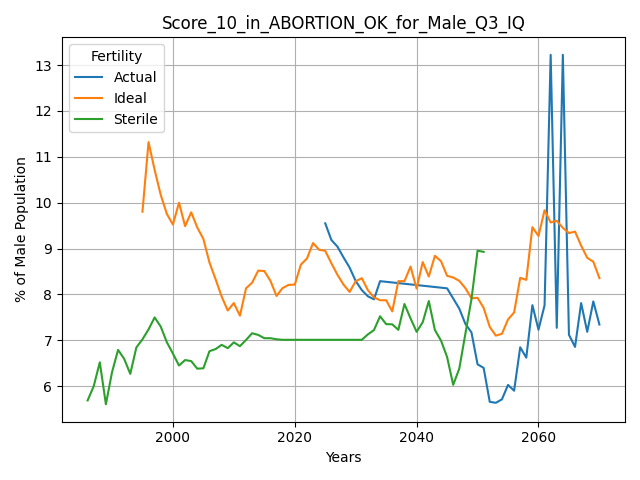 Score_10_in_ABORTION_OK_for_Male_Q3_IQ
Fertility
Actual
Ideal
Sterile
% of Male Population
13
12
11
10
9
8
7
6
2000
2020
2040
2060
Years